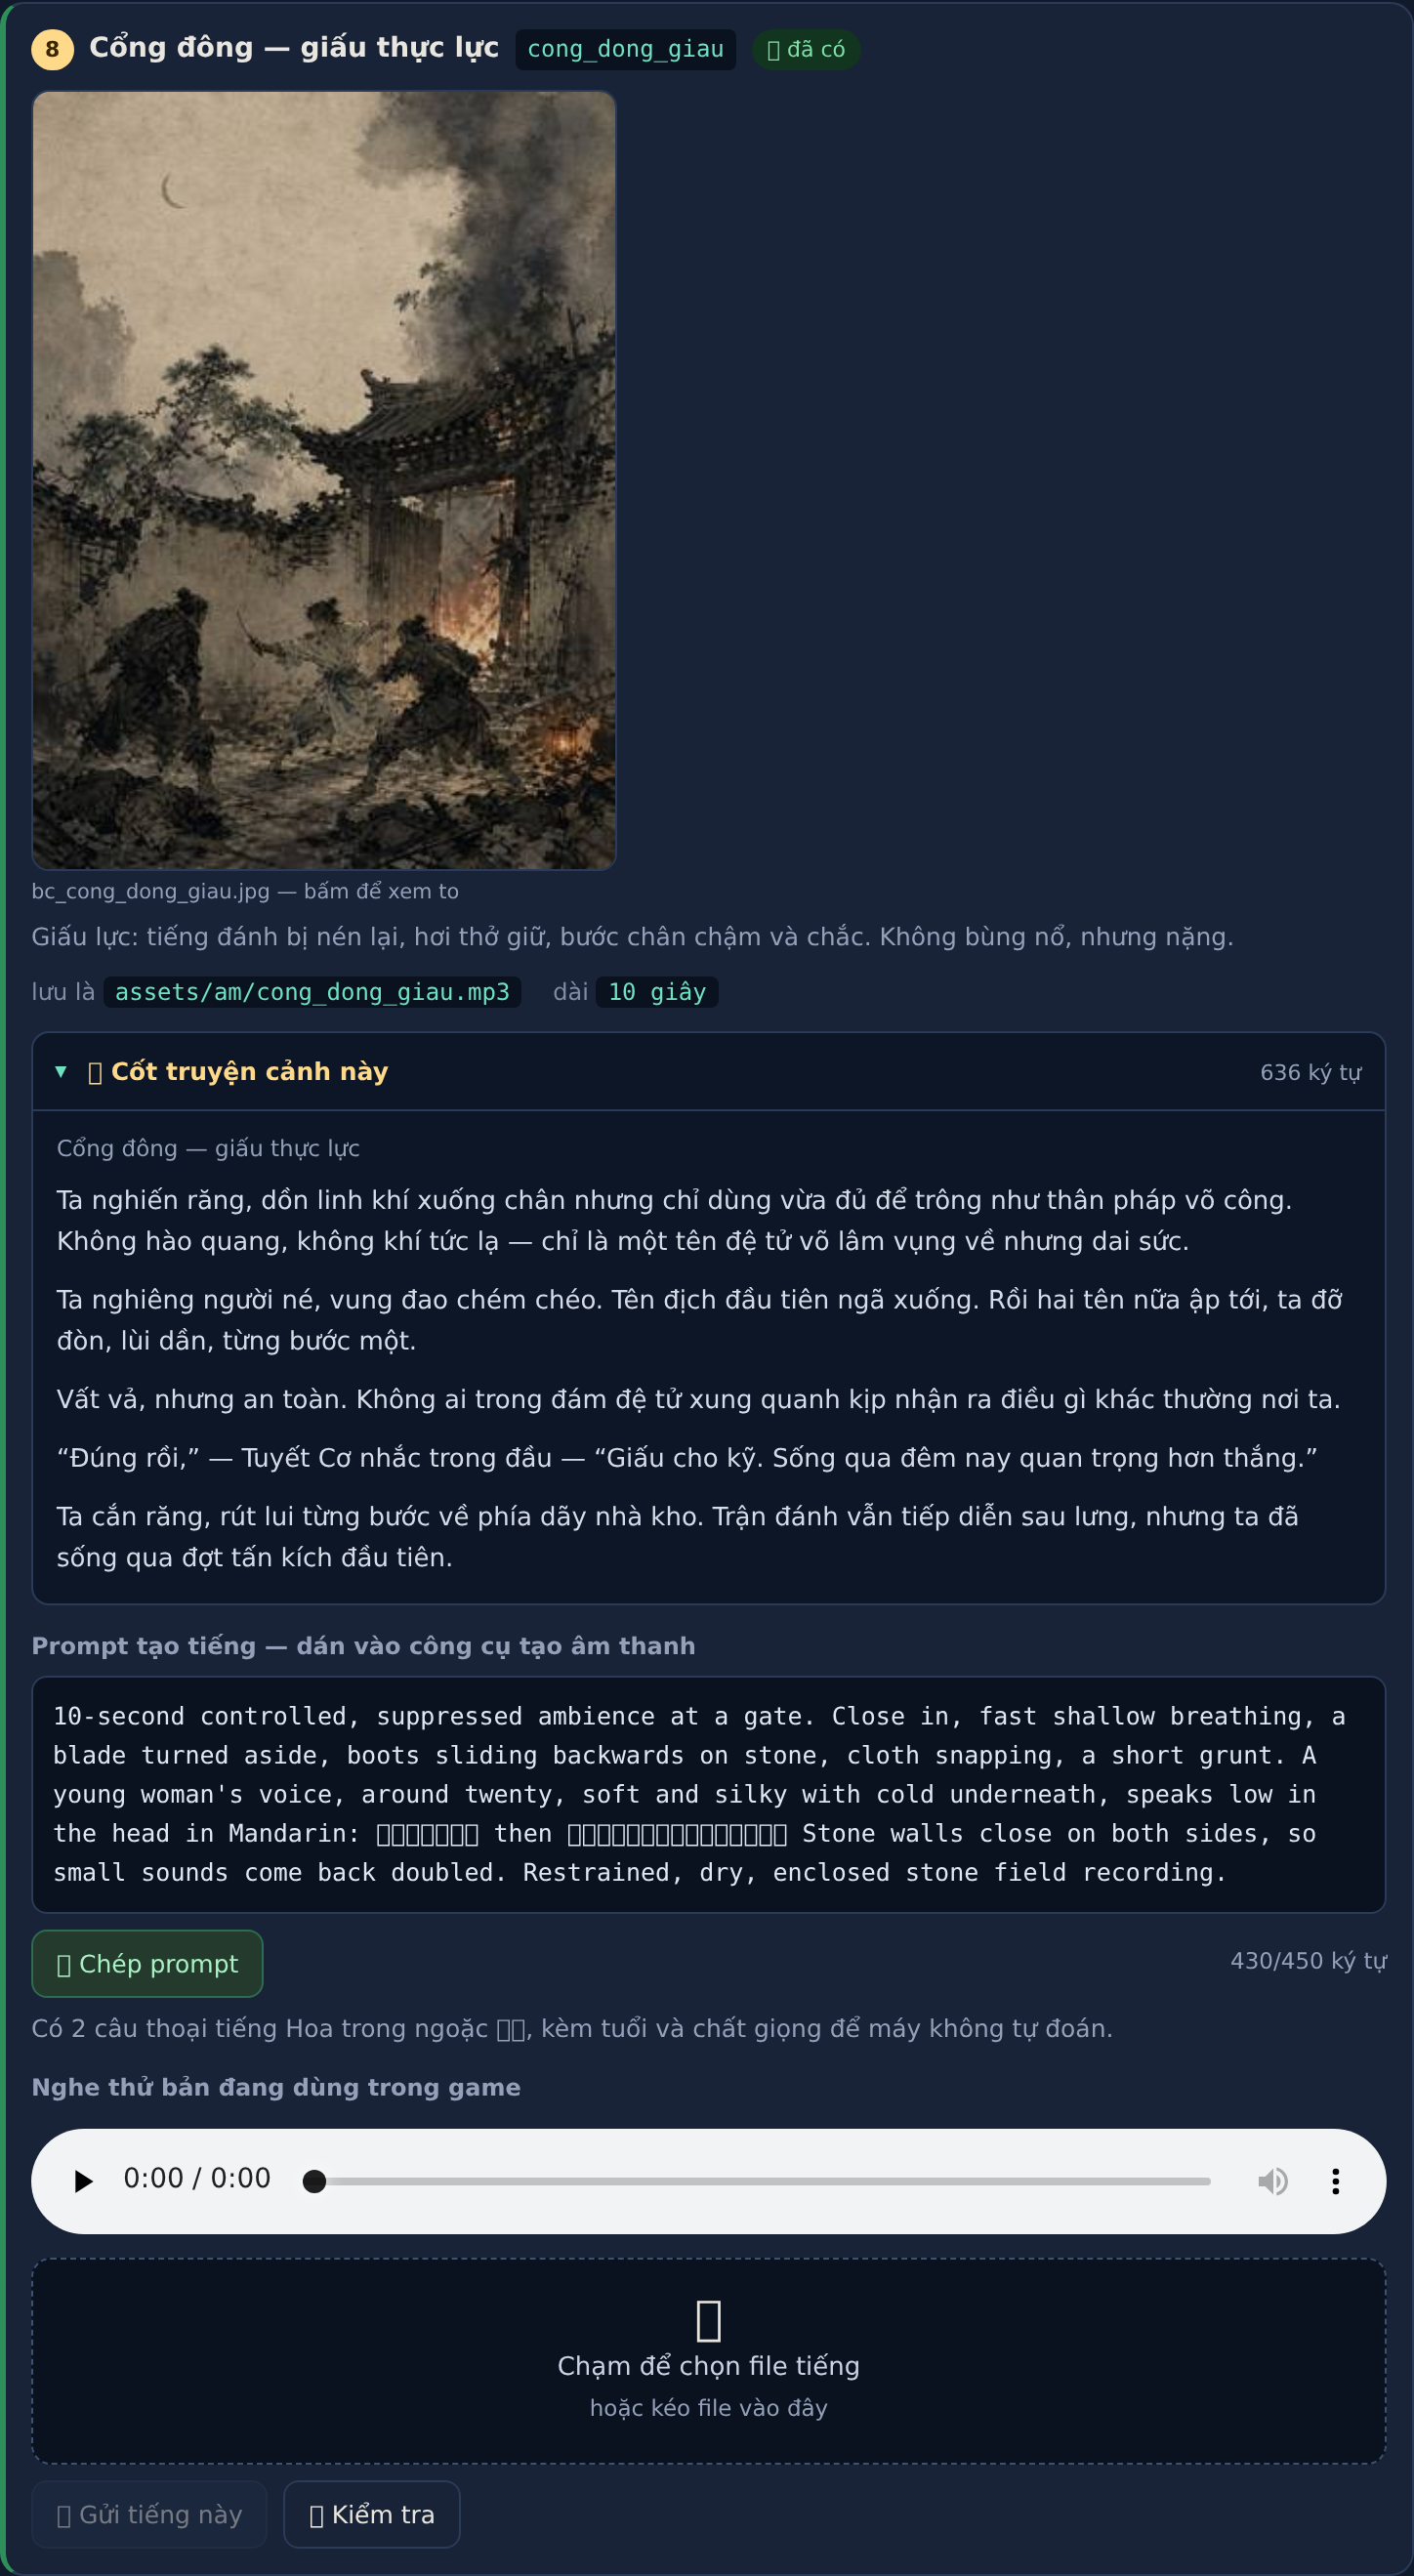 8 Cổng đông — giấu thực lực cong_dong_giau đã có
bc_cong_dong_giau.jpg — bấm để xem to
Giấu lực: tiếng đánh bị nén lại, hơi thở giữ, bước chân chậm và chắc. Không bùng nổ, nhưng nặng.
lưu là assets/am/cong_dong_giau.mp3 dài 10 giây
▼ Cốt truyện cảnh này 636 ký tự
Cổng đông — giấu thực lực
Ta nghiến răng, dồn linh khí xuống chân nhưng chỉ dùng vừa đủ để trông như thân pháp võ công.
Không hào quang, không khí tức lạ — chỉ là một tên đệ tử võ lâm vụng về nhưng dai sức.
Ta nghiêng người né, vung đao chém chéo. Tên địch đầu tiên ngã xuống. Rồi hai tên nữa ập tới, ta đỡ
đòn, lùi dần, từng bước một.
Vất vả, nhưng an toàn. Không ai trong đám đệ tử xung quanh kịp nhận ra điều gì khác thường nơi ta.
“Đúng rồi,” — Tuyết Cơ nhắc trong đầu — “Giấu cho kỹ. Sống qua đêm nay quan trọng hơn thắng.”
Ta cắn răng, rút lui từng bước về phía dãy nhà kho. Trận đánh vẫn tiếp diễn sau lưng, nhưng ta đã
sống qua đợt tấn kích đầu tiên.
Prompt tạo tiếng — dán vào công cụ tạo âm thanh
10-second controlled, suppressed ambience at a gate. Close in, fast shallow breathing, a
blade turned aside, boots sliding backwards on stone, cloth snapping, a short grunt. A
young woman's voice, around twenty, soft and silky with cold underneath, speaks low in
the head in Mandarin: then Stone walls close on both sides, so
small sounds come back doubled. Restrained, dry, enclosed stone field recording.
Chép prompt 430/450 ký tự
Có 2 câu thoại tiếng Hoa trong ngoặc , kèm tuổi và chất giọng để máy không tự đoán.
Nghe thử bản đang dùng trong game
0:00 / 0:00
Chạm để chọn file tiếng
hoặc kéo file vào đây
Gửi tiếng này Kiểm tra